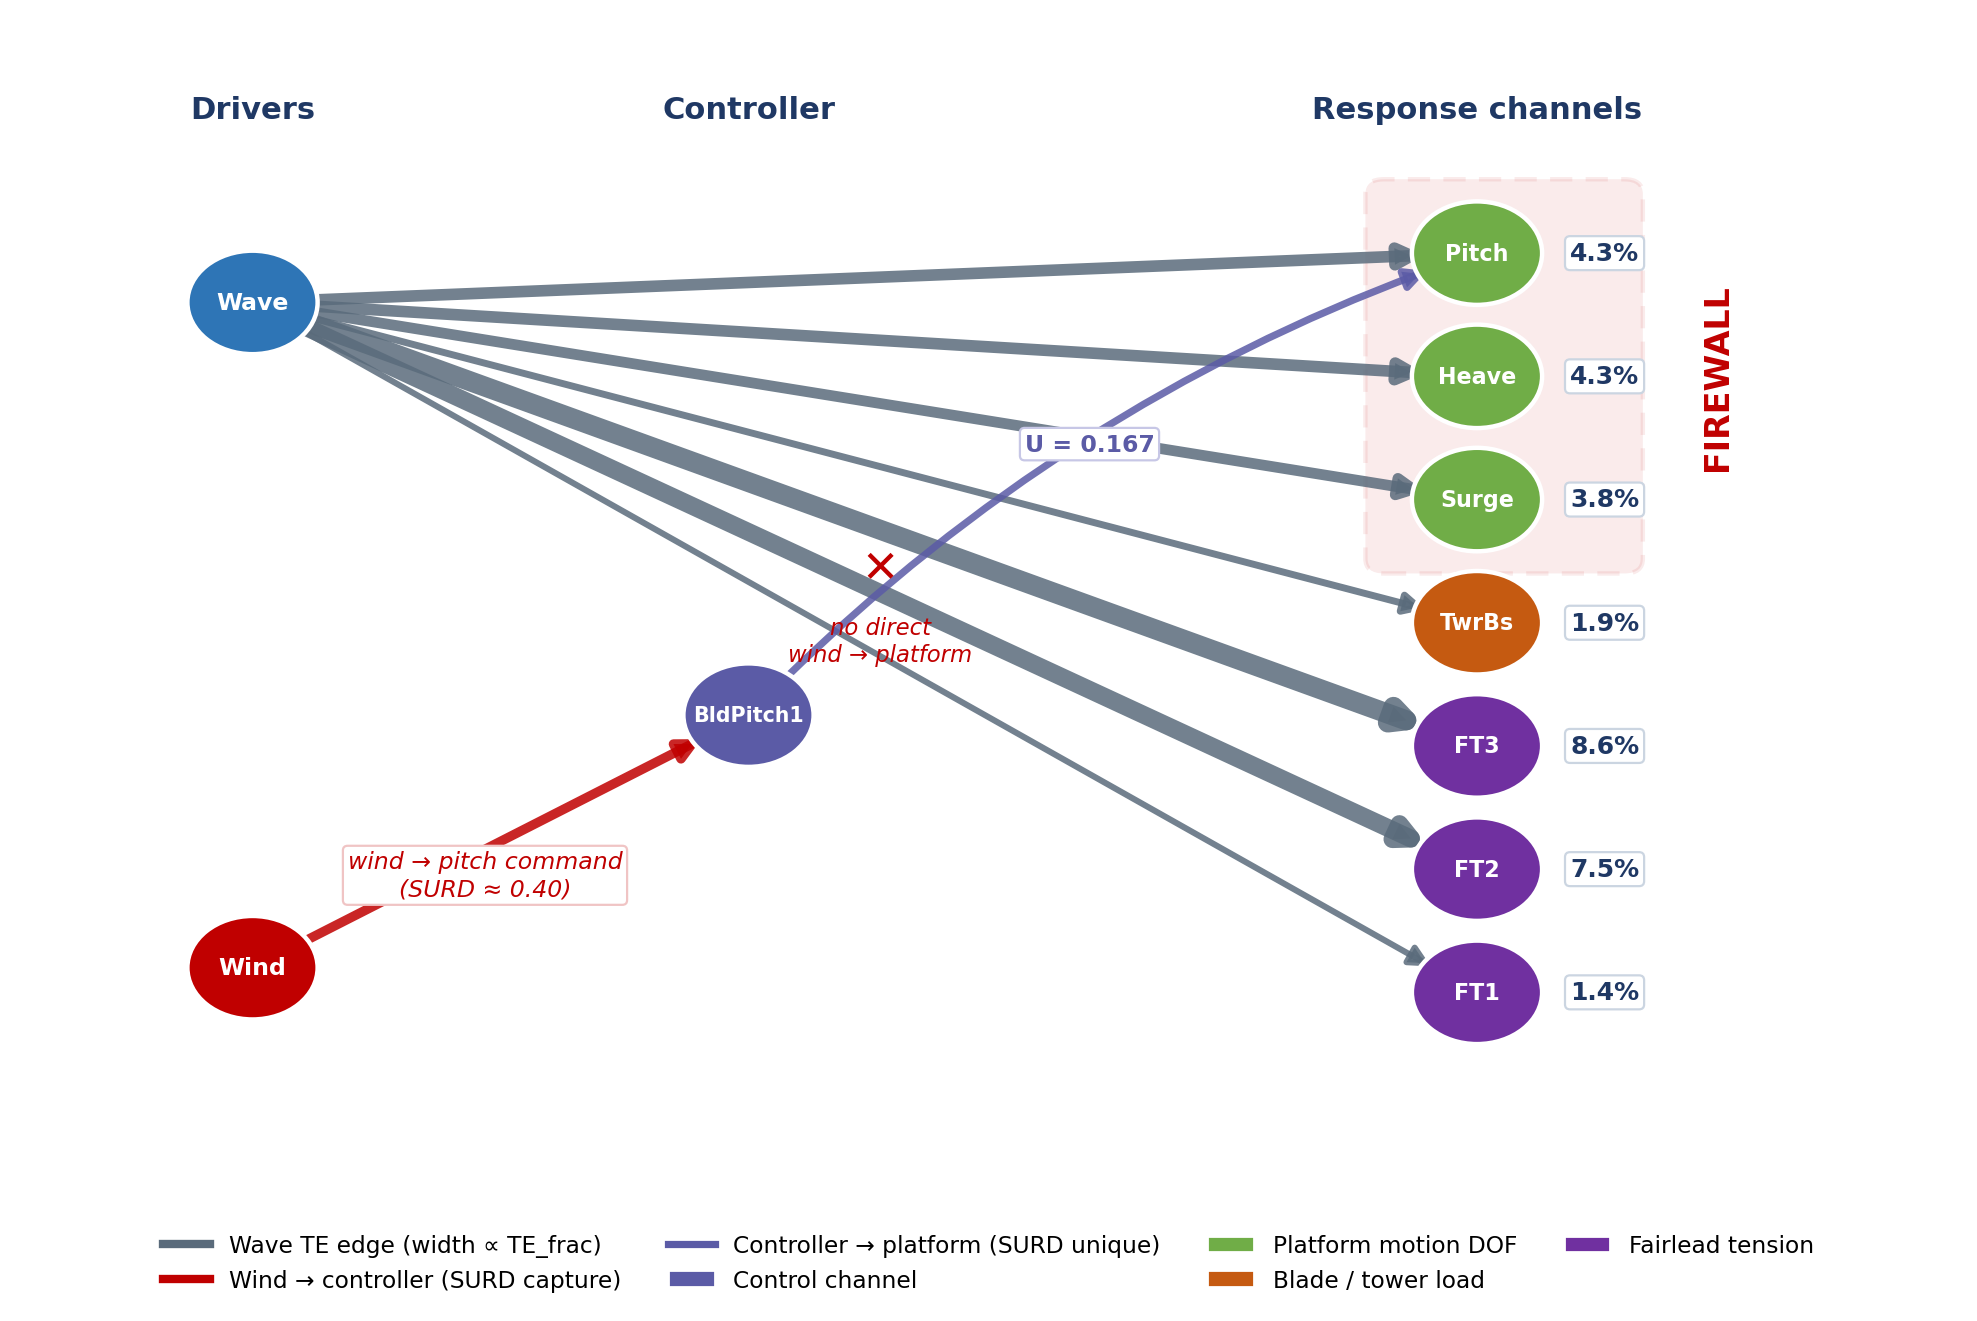 Drivers
Controller
Response channels
Wave
Pitch
4.3%
Heave
4.3%
FIREWALL
U = 0.167
Surge
3.8%
no direct
wind → platform
TwrBs
1.9%
BldPitch1
FT3
8.6%
wind → pitch command
(SURD ≈ 0.40)
FT2
7.5%
Wind
FT1
1.4%
Wave TE edge (width ∝ TE_frac)
Wind → controller (SURD capture)
Controller → platform (SURD unique)
Control channel
Platform motion DOF
Blade / tower load
Fairlead tension